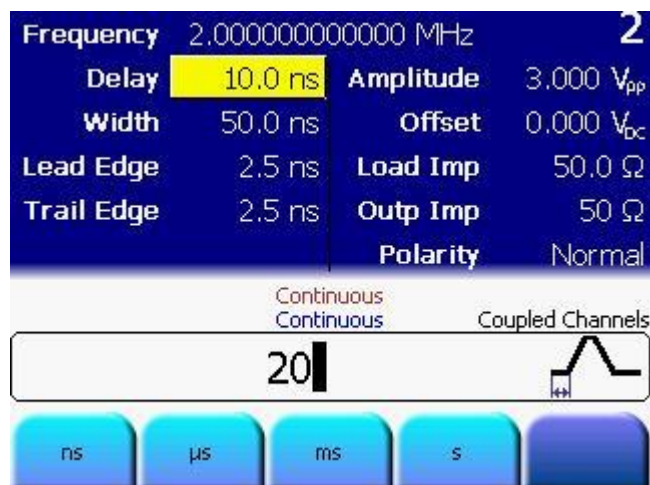 Frequency 2.000000000000 MHz 2
Delay 10.0 ns Amplitude 3.000 Vpp
Width 50.0 ns Offset 0.000 VDC
Lead Edge 2.5 ns Load Imp 50.0 Ω
Trail Edge 2.5 ns Outp Imp 50 Ω
Polarity Normal
Continuous
Continuous Coupled Channels
20
ns µs ms s